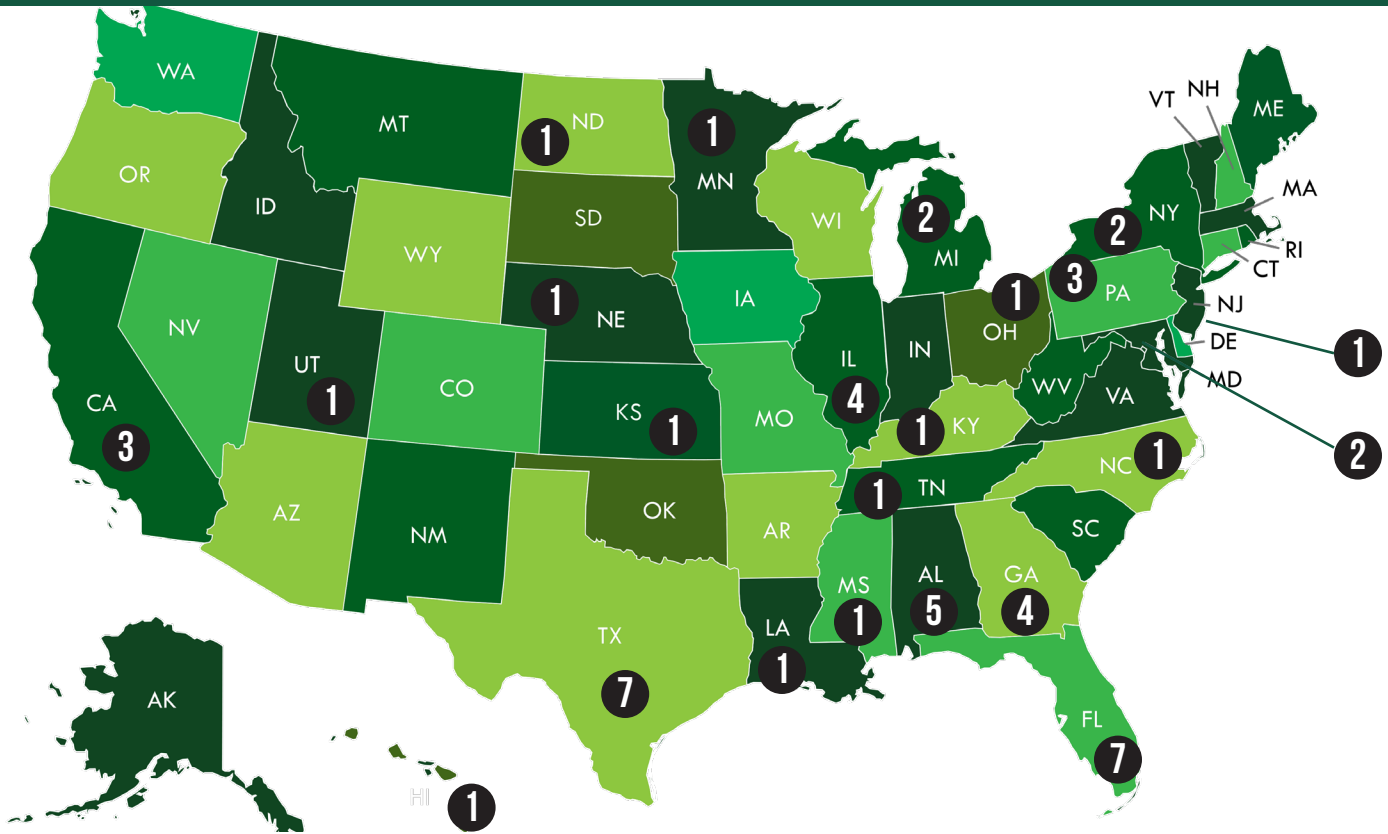 WA
MT
ND
1
1
MN
VT
NH
ME
OR
ID
SD
WI
2
MI
NY
2
MA
RI
CT
WY
1
NE
IA
1
OH
3
PA
NJ
DE
1
NV
UT
1
CO
KS
1
MO
IL
4
IN
WV
VA
MD
CA
3
1
KY
NC
1
2
AZ
NM
OK
AR
1
TN
SC
MS
1
AL
5
GA
4
TX
7
LA
1
FL
7
AK
HI
1